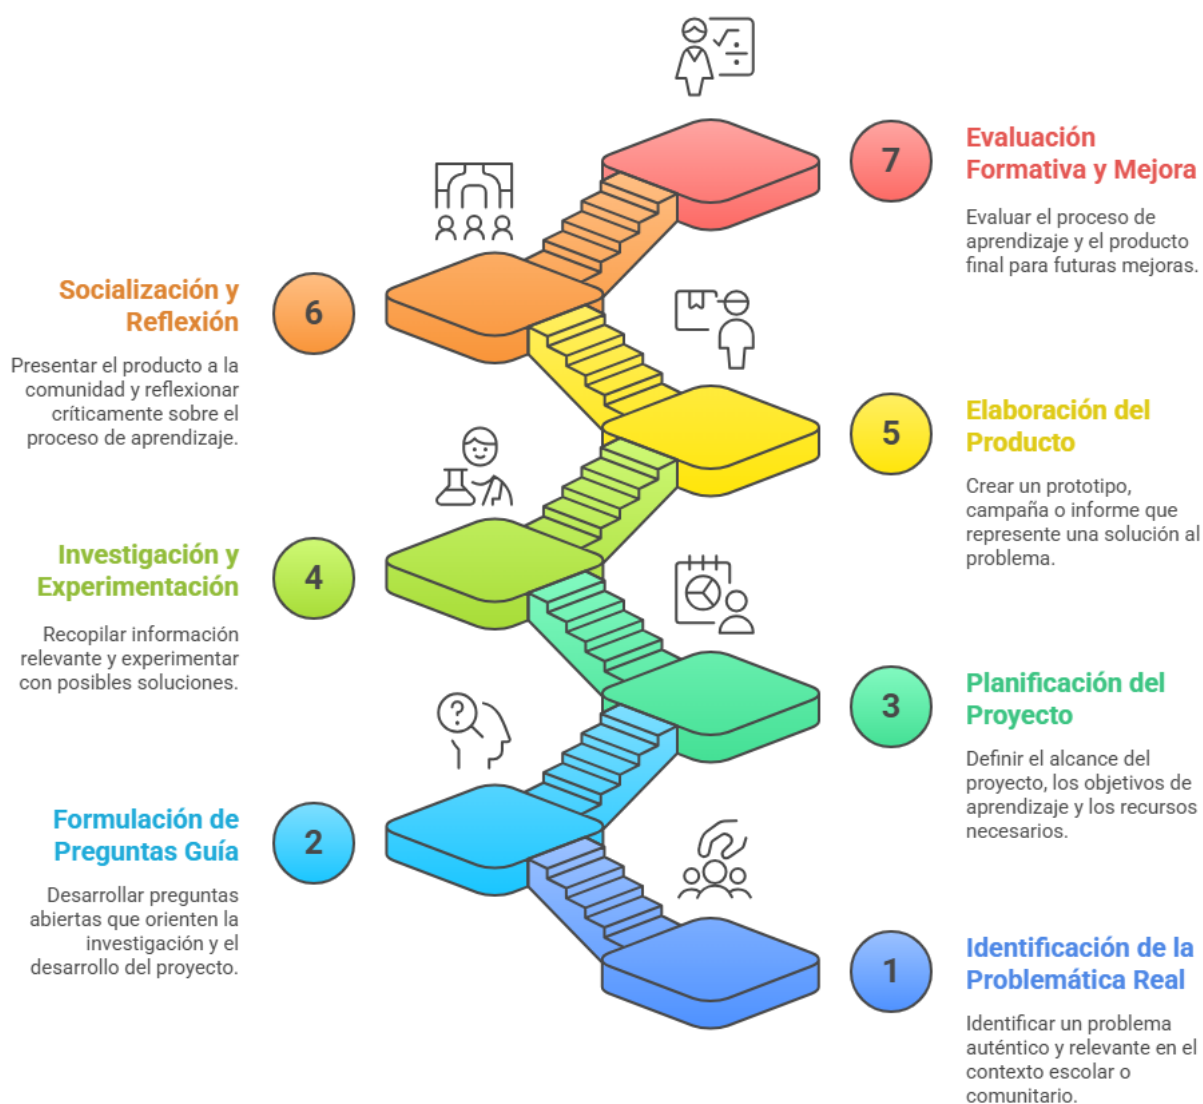 7
Evaluación
Formativa y Mejora
Evaluar el proceso de
aprendizaje y el producto
final para futuras mejoras.
Socialización y
Reflexión
6
Presentar el producto a la
comunidad y reflexionar
críticamente sobre el
proceso de aprendizaje.
5
Elaboración del
Producto
Crear un prototipo,
campaña o informe que
represente una solución al
problema.
Investigación y
Experimentación
4
Recopilar información
relevante y experimentar
con posibles soluciones.
3
Planificación del
Proyecto
Definir el alcance del
proyecto, los objetivos de
aprendizaje y los recursos
necesarios.
Formulación de
Preguntas Guía
2
Desarrollar preguntas
abiertas que orienten la
investigación y el
desarrollo del proyecto.
1
Identificación de la
Problemática Real
Identificar un problema
auténtico y relevante en el
contexto escolar o
comunitario.